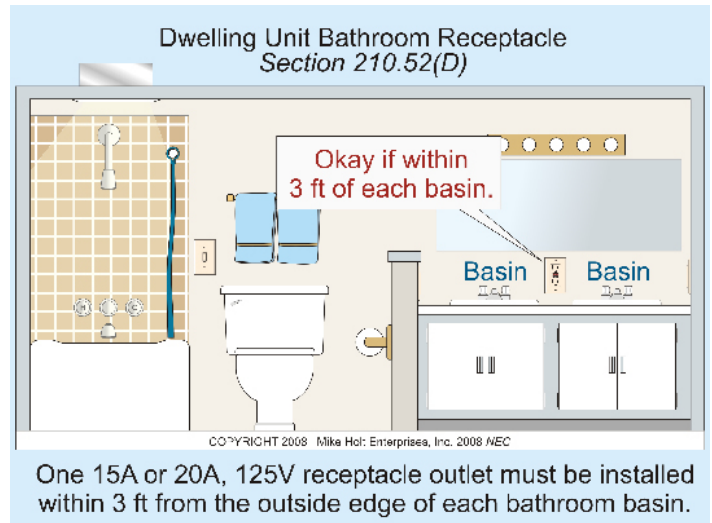 Dwelling Unit Bathroom Receptacle
Section 210.52(D)
Okay if within
3 ft of each basin.
Basin
Basin
H
C
COPYRIGHT 2008 Mike Holt Enterprises, Inc. 2008 NEC
One 15A or 20A, 125V receptacle outlet must be installed
within 3 ft from the outside edge of each bathroom basin.